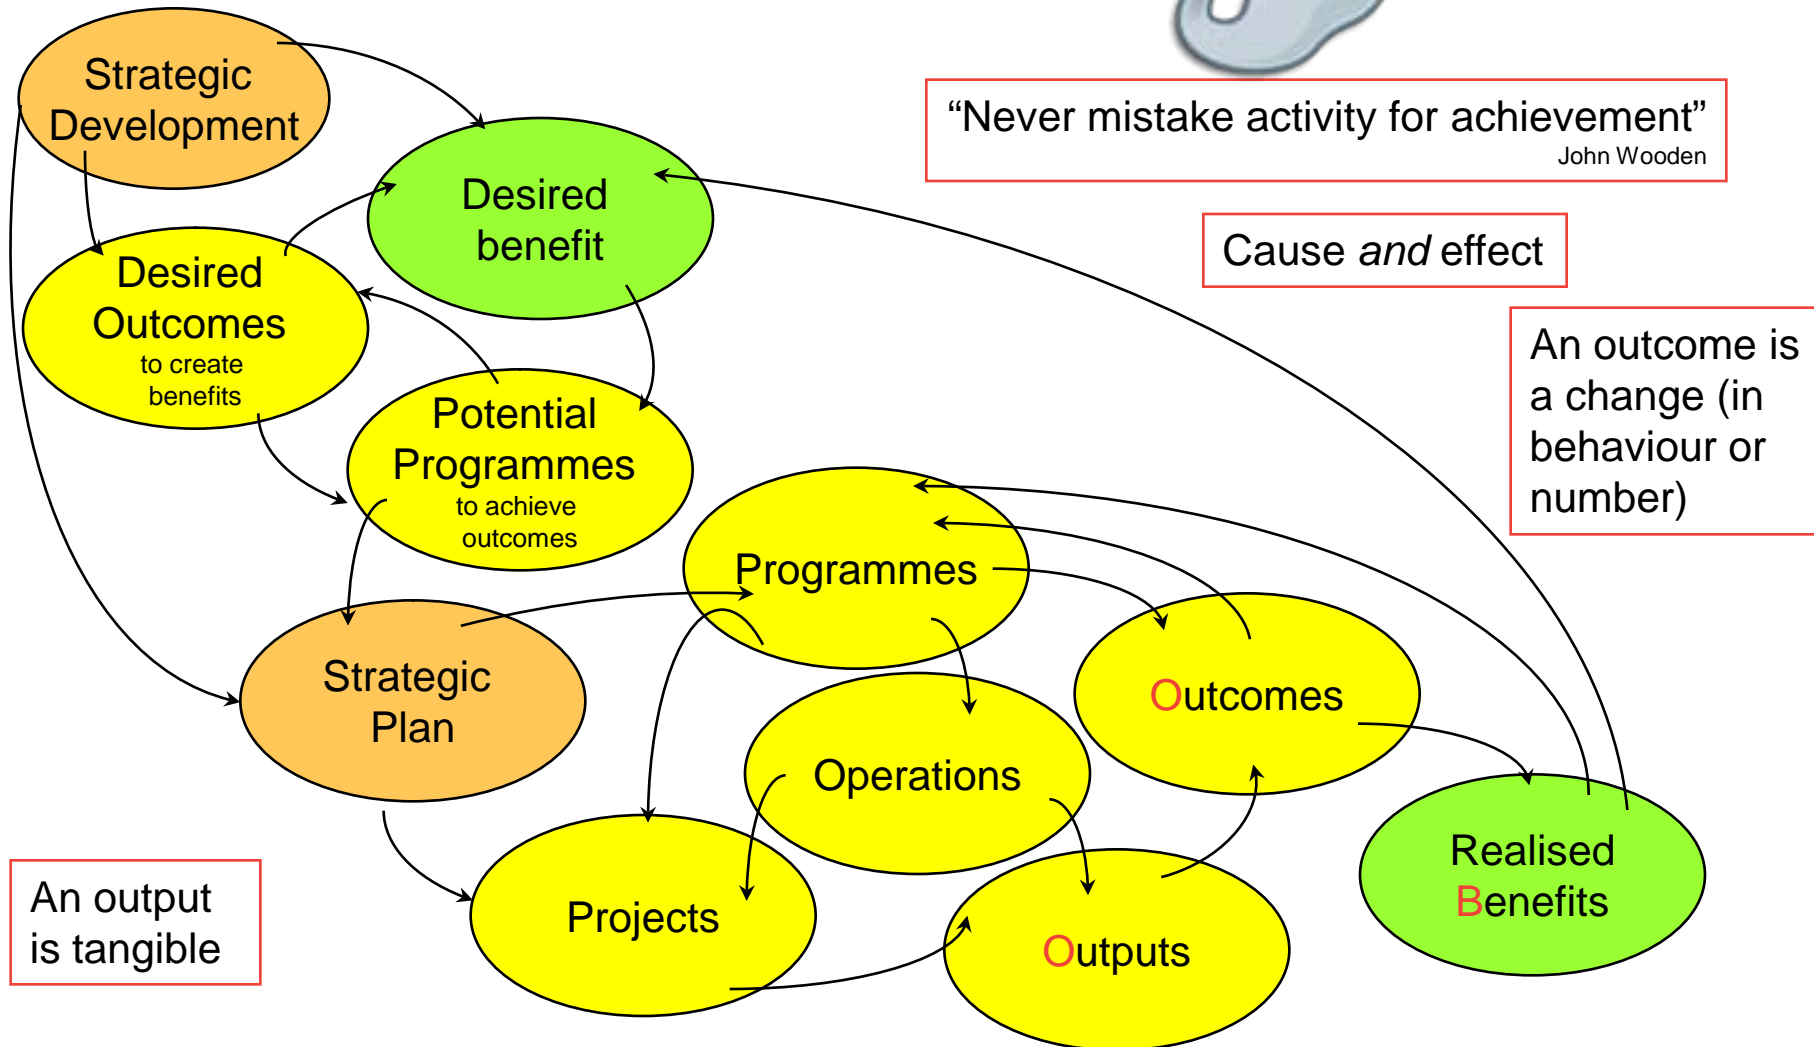 Strategic
Development
“Never mistake activity for achievement”
John Wooden
Desired
benefit
Cause and effect
Desired
Outcomes
to create
benefits
An outcome is
a change (in
behaviour or
number)
Potential
Programmes
to achieve
outcomes
Programmes
Strategic
Plan
Outcomes
Operations
Realised
Benefits
An output
is tangible
Projects
Outputs